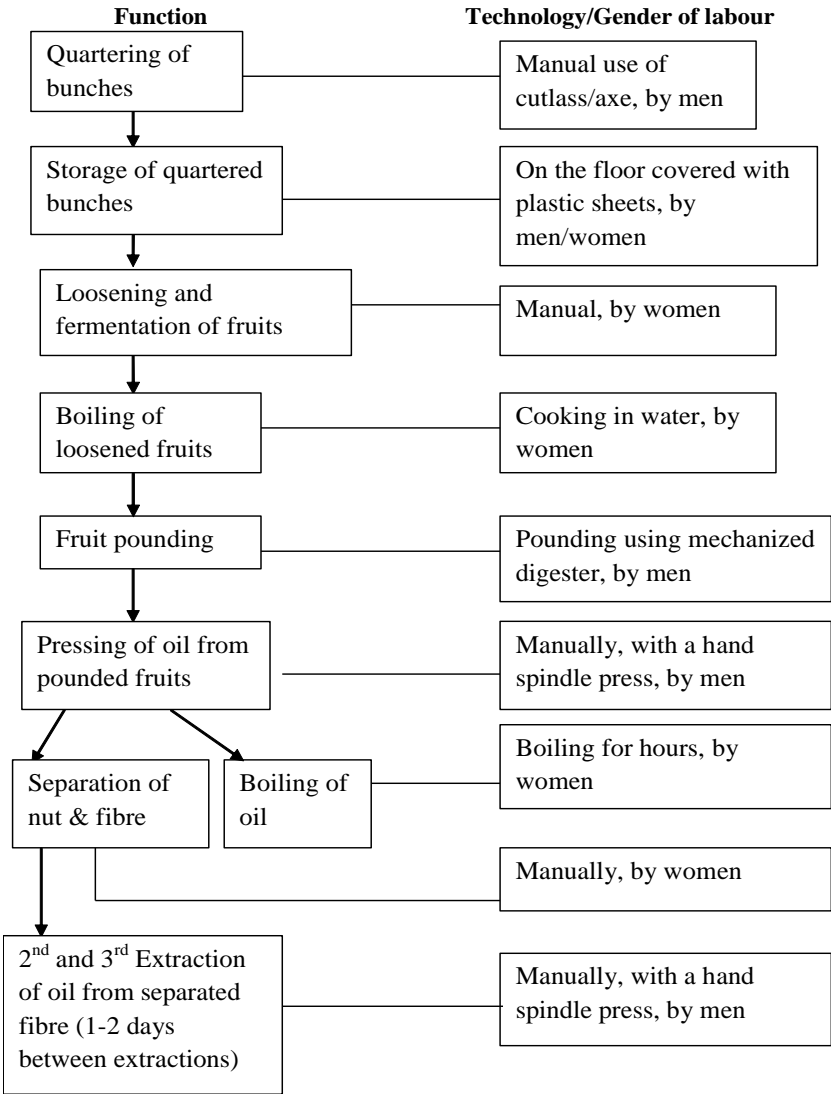 Function
Technology/Gender of labour
Quartering of
bunches
Manual use of
cutlass/axe, by men
Storage of quartered
bunches
On the floor covered with
plastic sheets, by
men/women
Loosening and
fermentation of fruits
Manual, by women
Boiling of
loosened fruits
Cooking in water, by
women
Fruit pounding
Pounding using mechanized
digester, by men
Pressing of oil from
pounded fruits
Manually, with a hand
spindle press, by men
Separation of
nut & fibre
Boiling of
oil
Boiling for hours, by
women
Manually, by women
2nd and 3rd Extraction
of oil from separated
fibre (1-2 days
between extractions)
Manually, with a hand
spindle press, by men